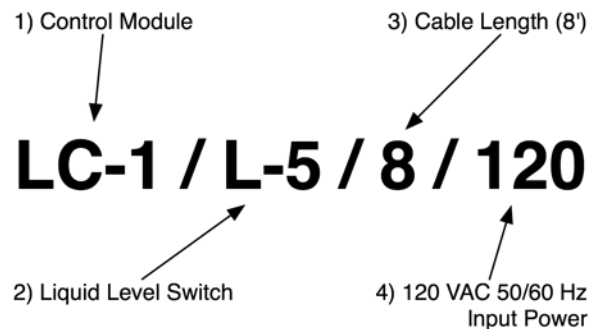 1) Control Module
3) Cable Length (8')
LC-1 / L-5 / 8 / 120
2) Liquid Level Switch
4) 120 VAC 50/60 Hz
Input Power